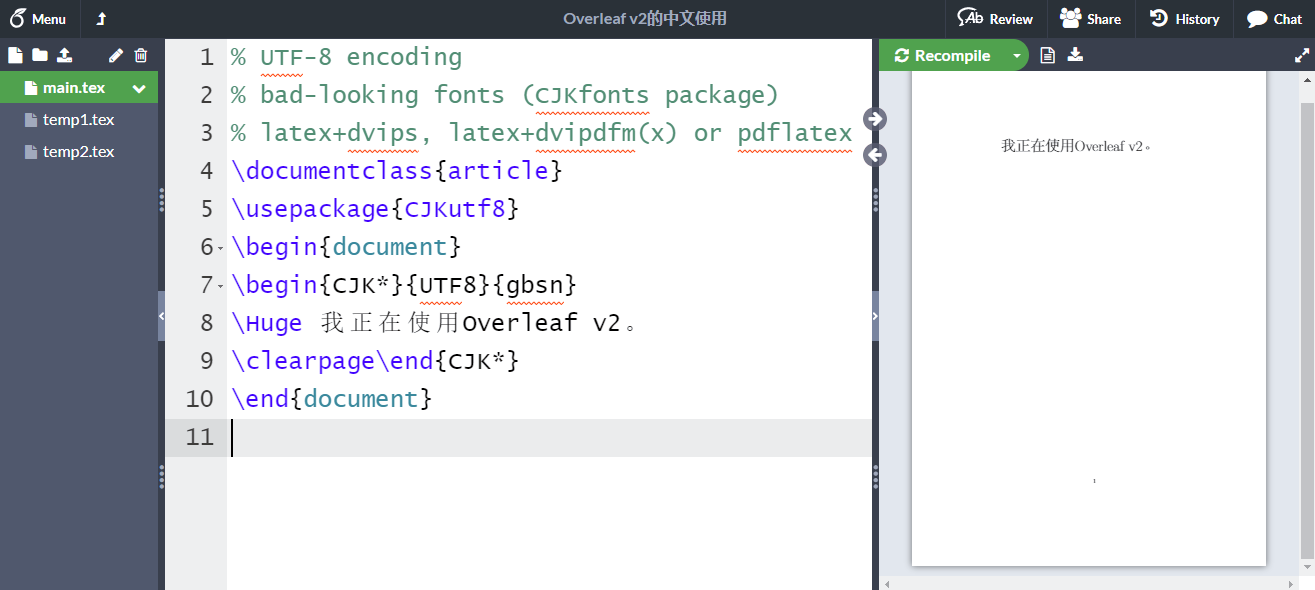 Menu
Overleaf v2的中文使用
Review
Share
History
Chat
main.tex
temp1.tex
temp2.tex
1 % UTF-8 encoding
2 % bad-looking fonts (CJKfonts package)
3 % latex+dvips, latex+dvipdfm(x) or pdflatex
4 \documentclass{article}
5 \usepackage{CJKutf8}
6 \begin{document}
7 \begin{CJK*}{UTF8}{gbsn}
8 \Huge 我正在使用Overleaf v2。
9 \clearpage\end{CJK*}
10 \end{document}
11
Recompile
我正在使用Overleaf v2。
1